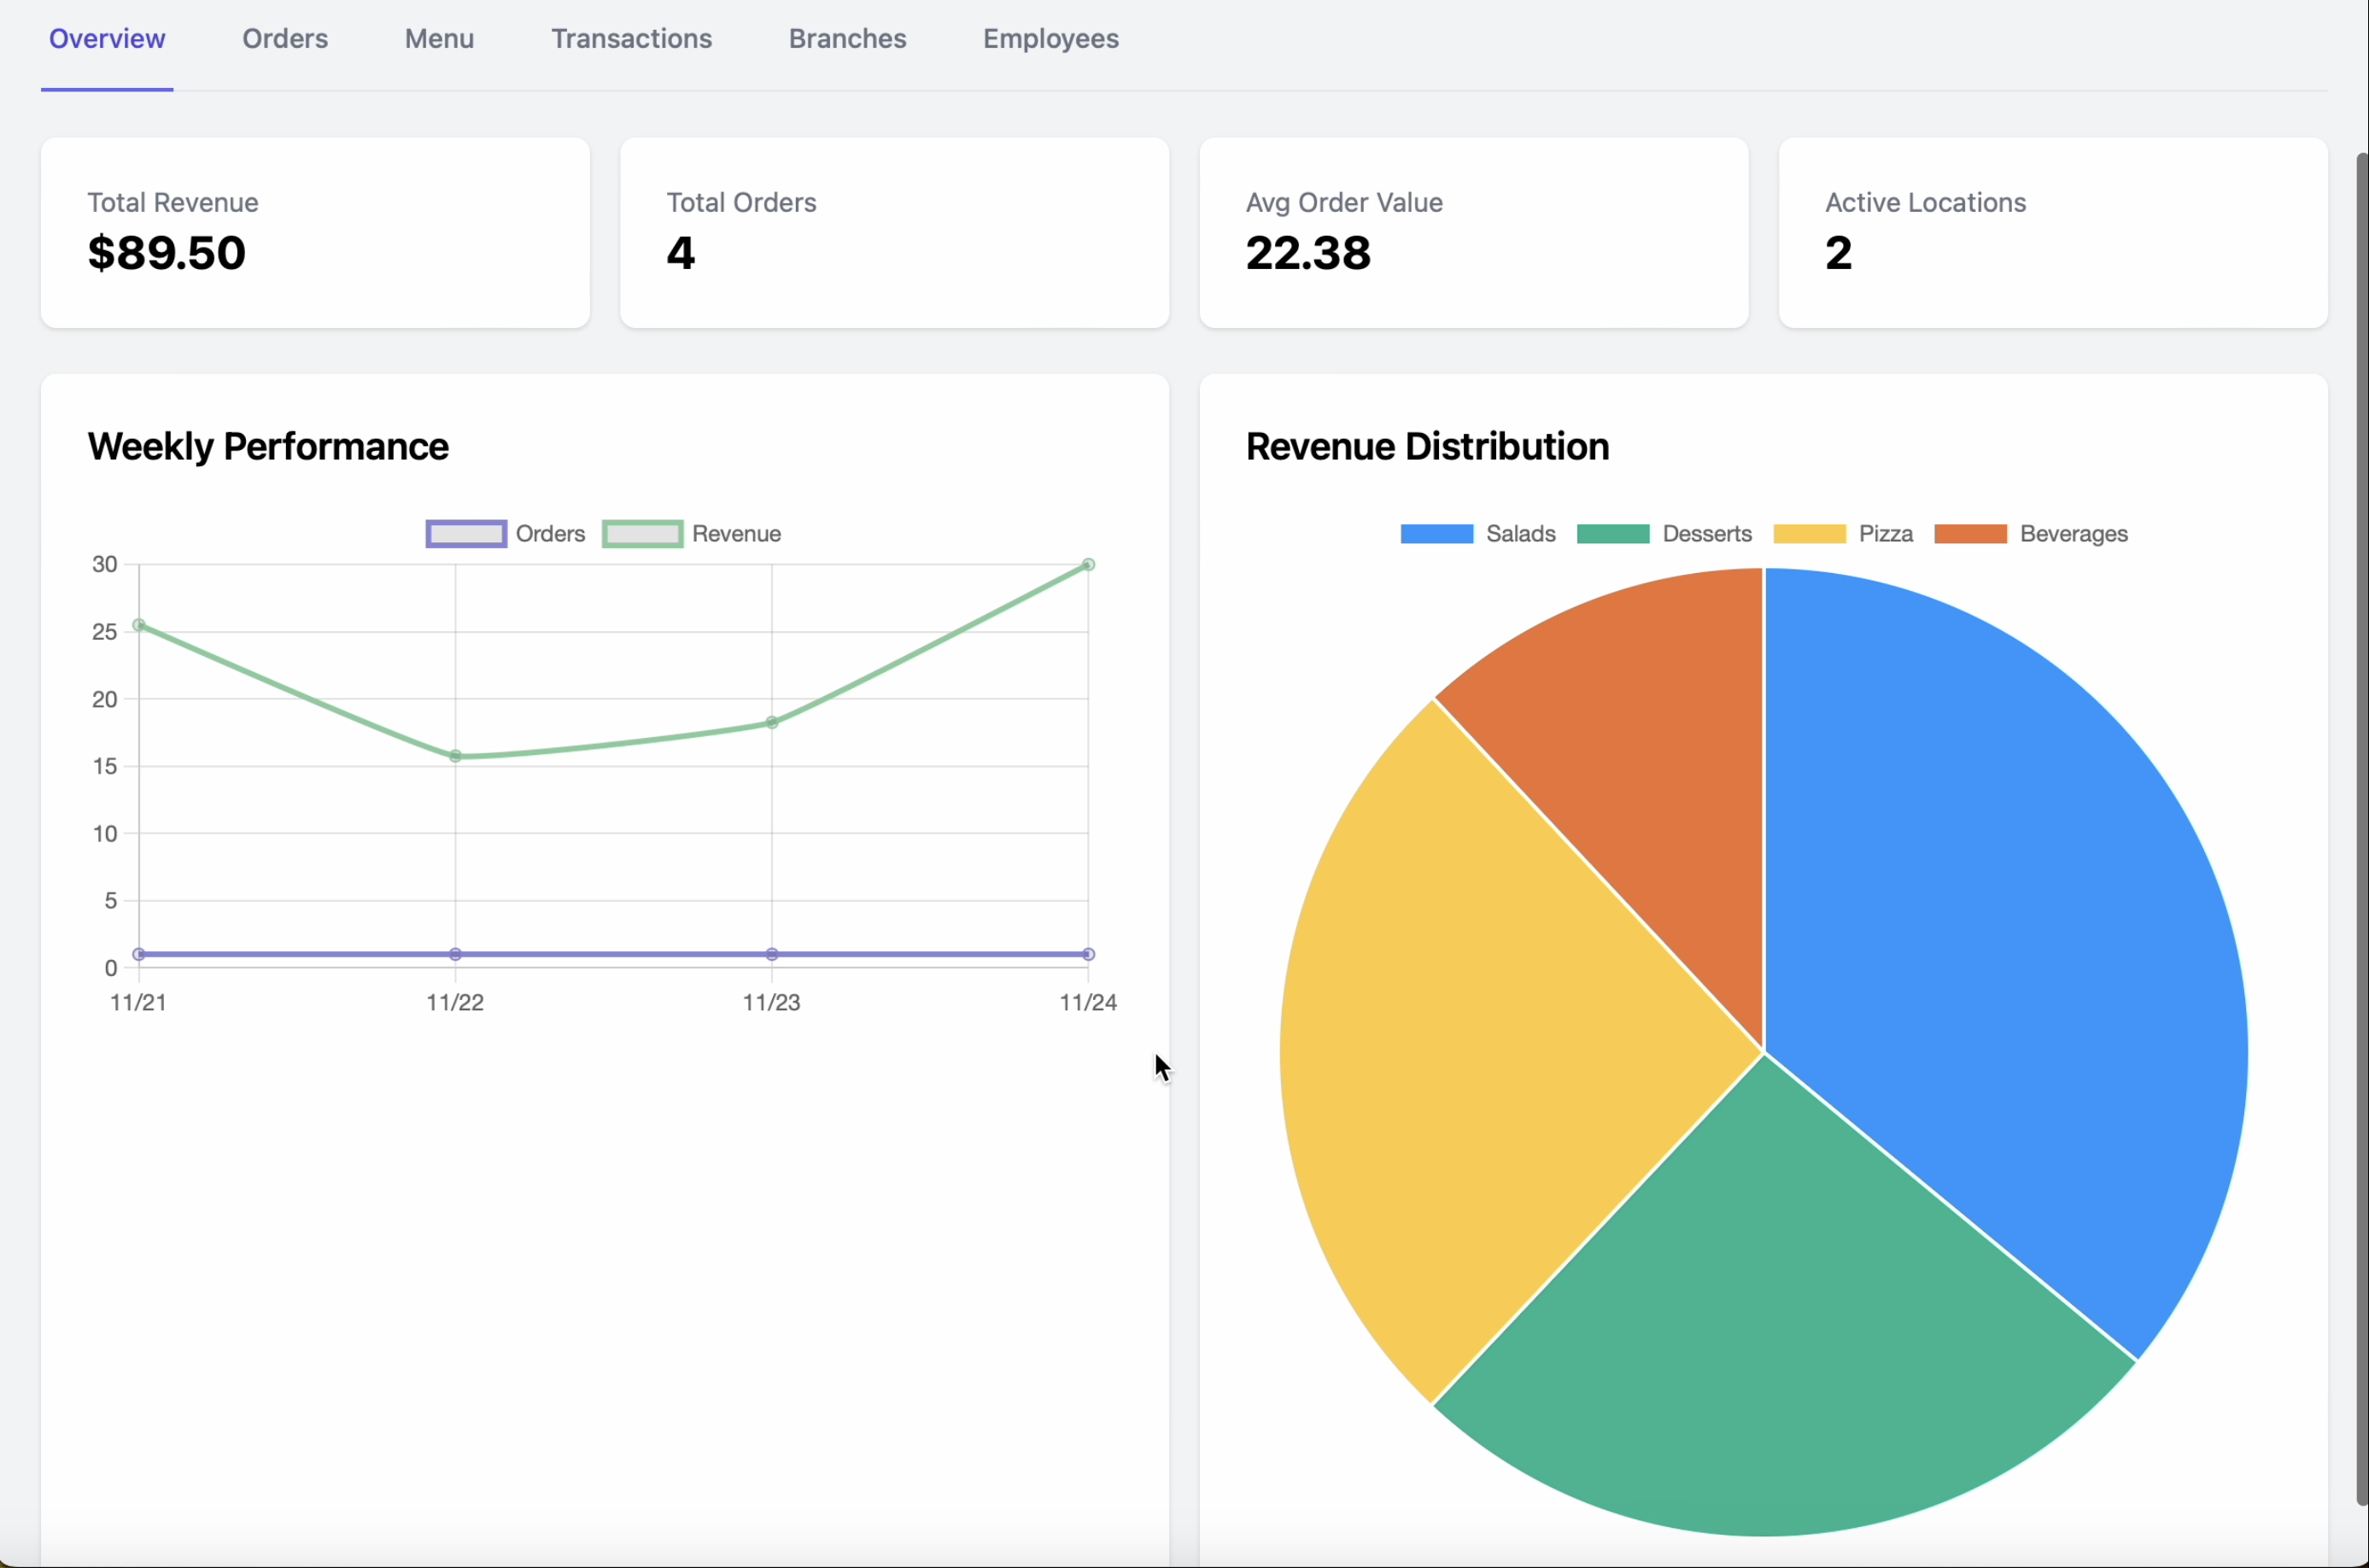 Overview Orders Menu Transactions Branches Employees
Total Revenue
$89.50
Total Orders
4
Avg Order Value
22.38
Active Locations
2
Weekly Performance
Orders Revenue
30
25
20
15
10
5
0
11/21 11/22 11/23 11/24
Revenue Distribution
Salads Desserts Pizza Beverages